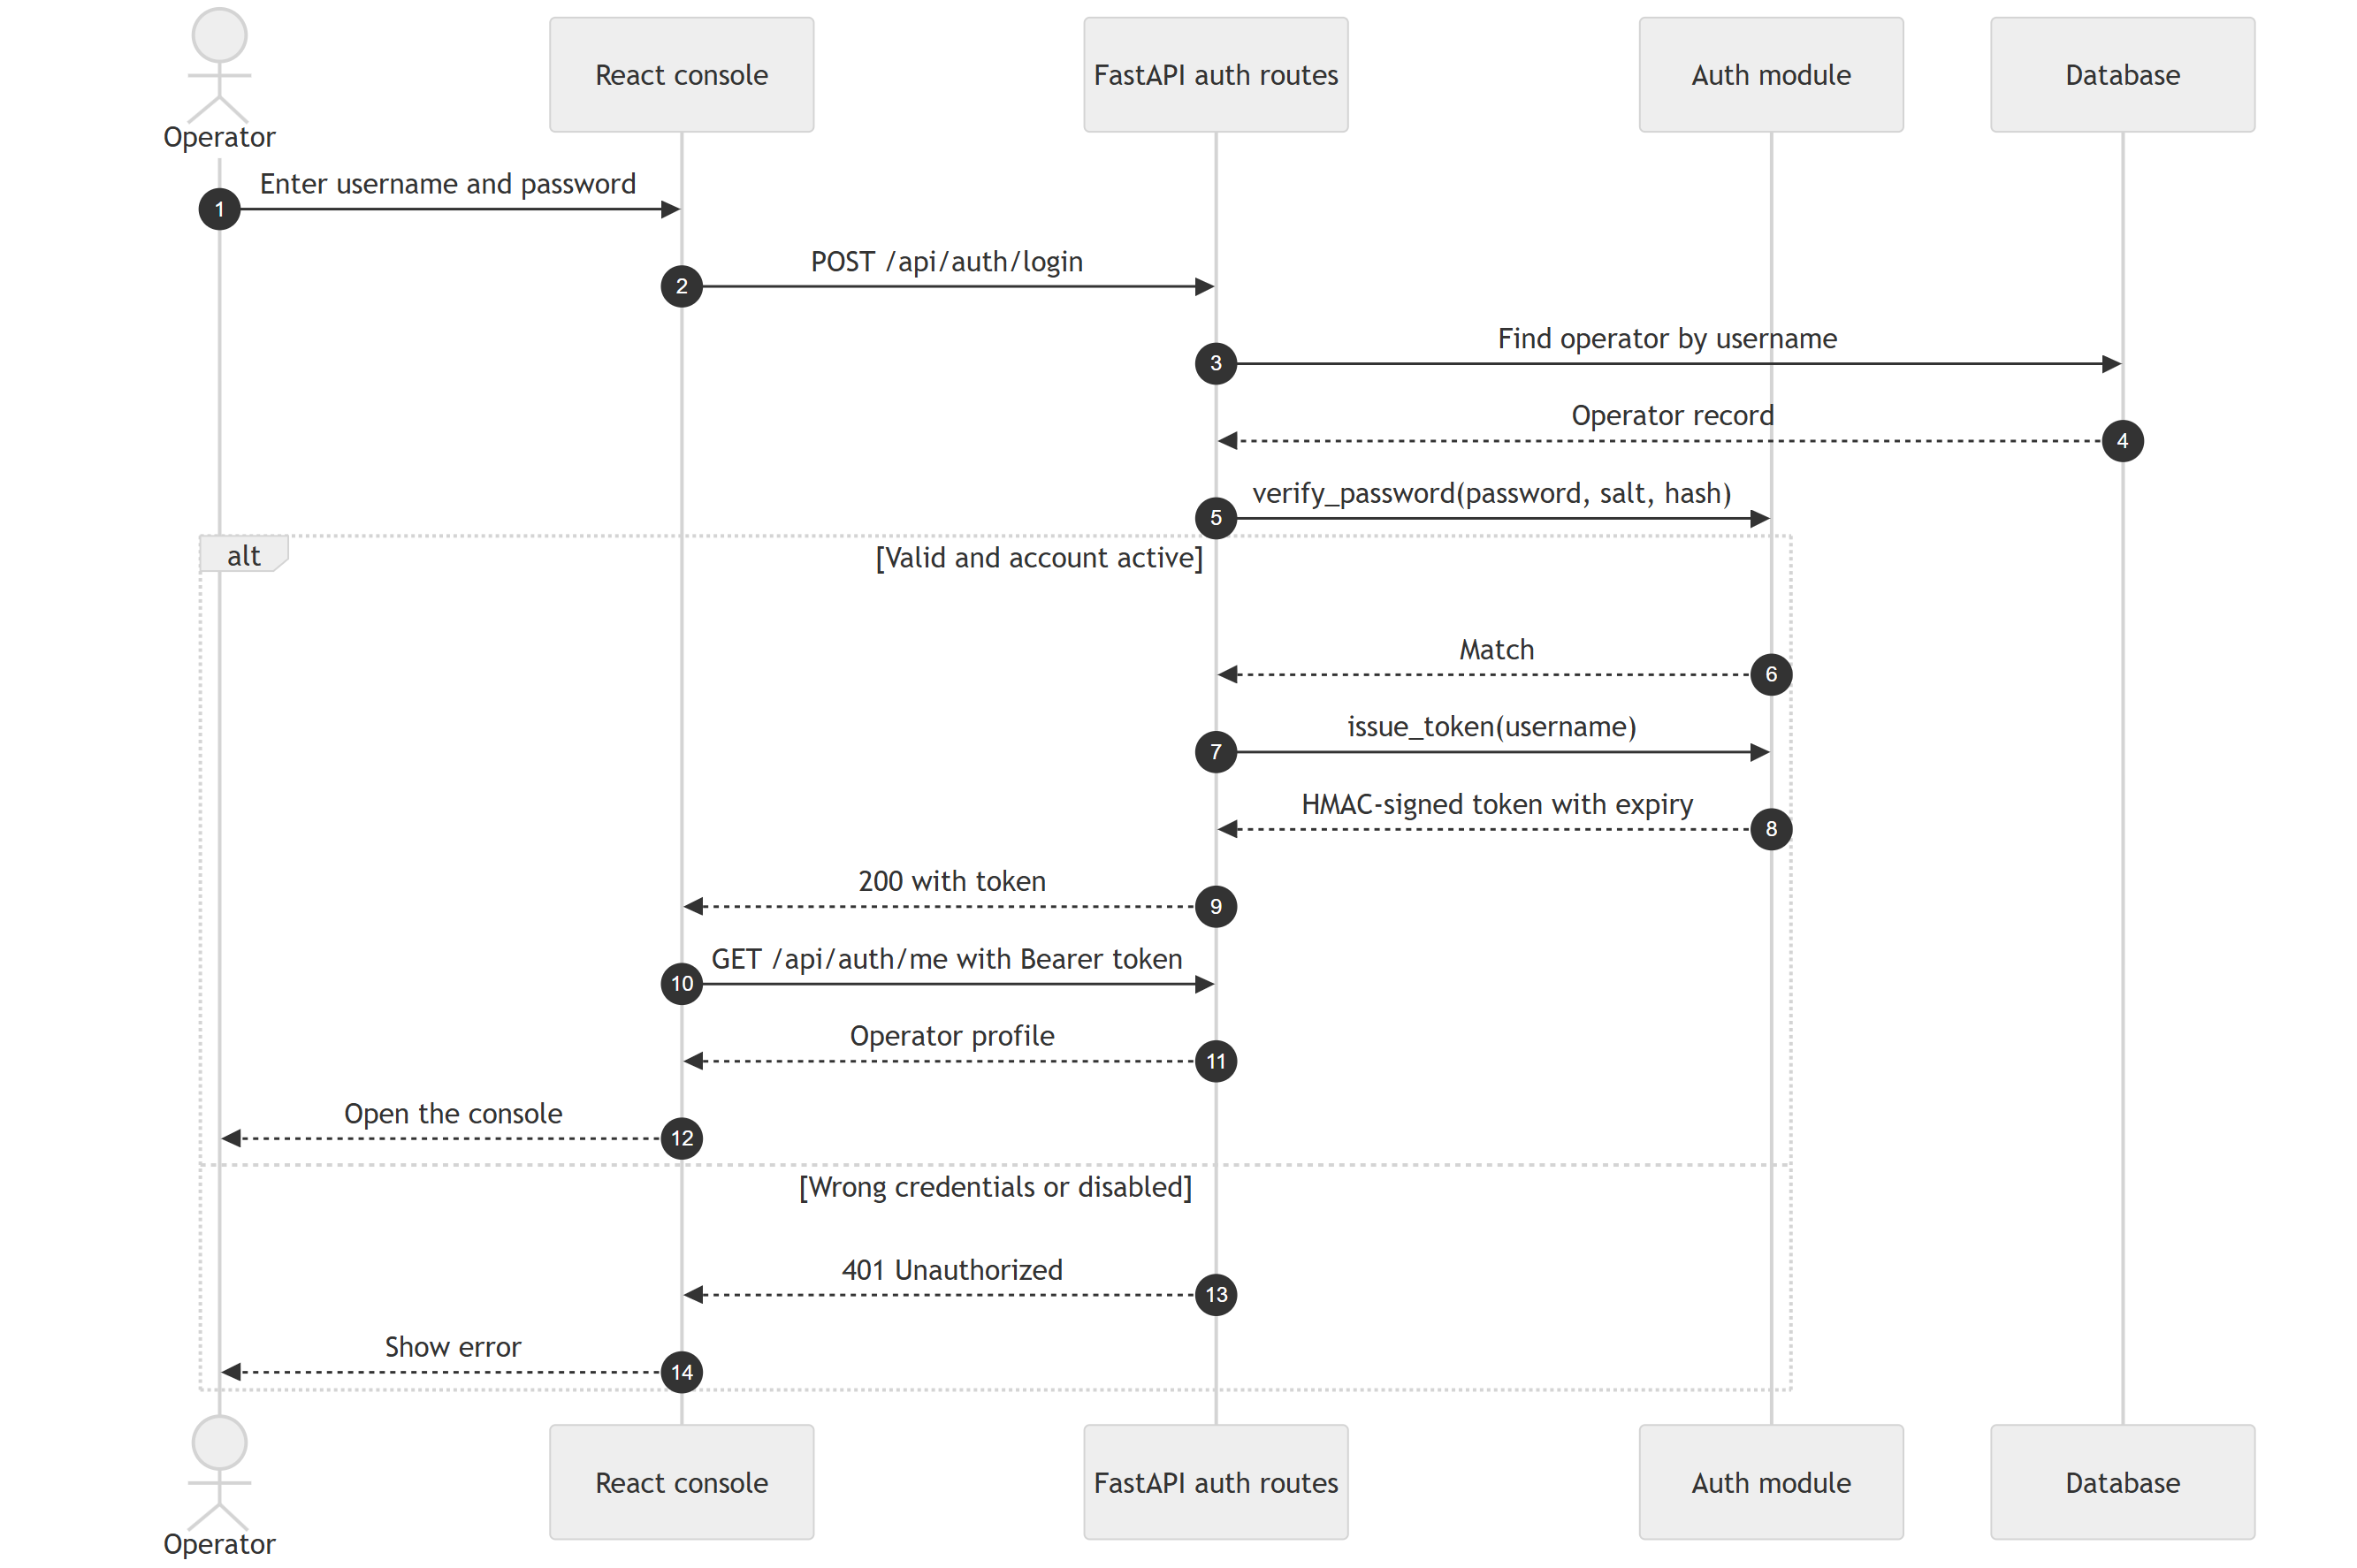 Operator
React console
FastAPI auth routes
Auth module
Database
Enter username and password
1
POST /api/auth/login
2
Find operator by username
3
Operator record
4
verify_password(password, salt, hash)
5
alt
[Valid and account active]
Match
6
issue_token(username)
7
HMAC-signed token with expiry
8
200 with token
9
GET /api/auth/me with Bearer token
10
Operator profile
11
Open the console
12
[Wrong credentials or disabled]
401 Unauthorized
13
Show error
14
React console
FastAPI auth routes
Auth module
Database
Operator